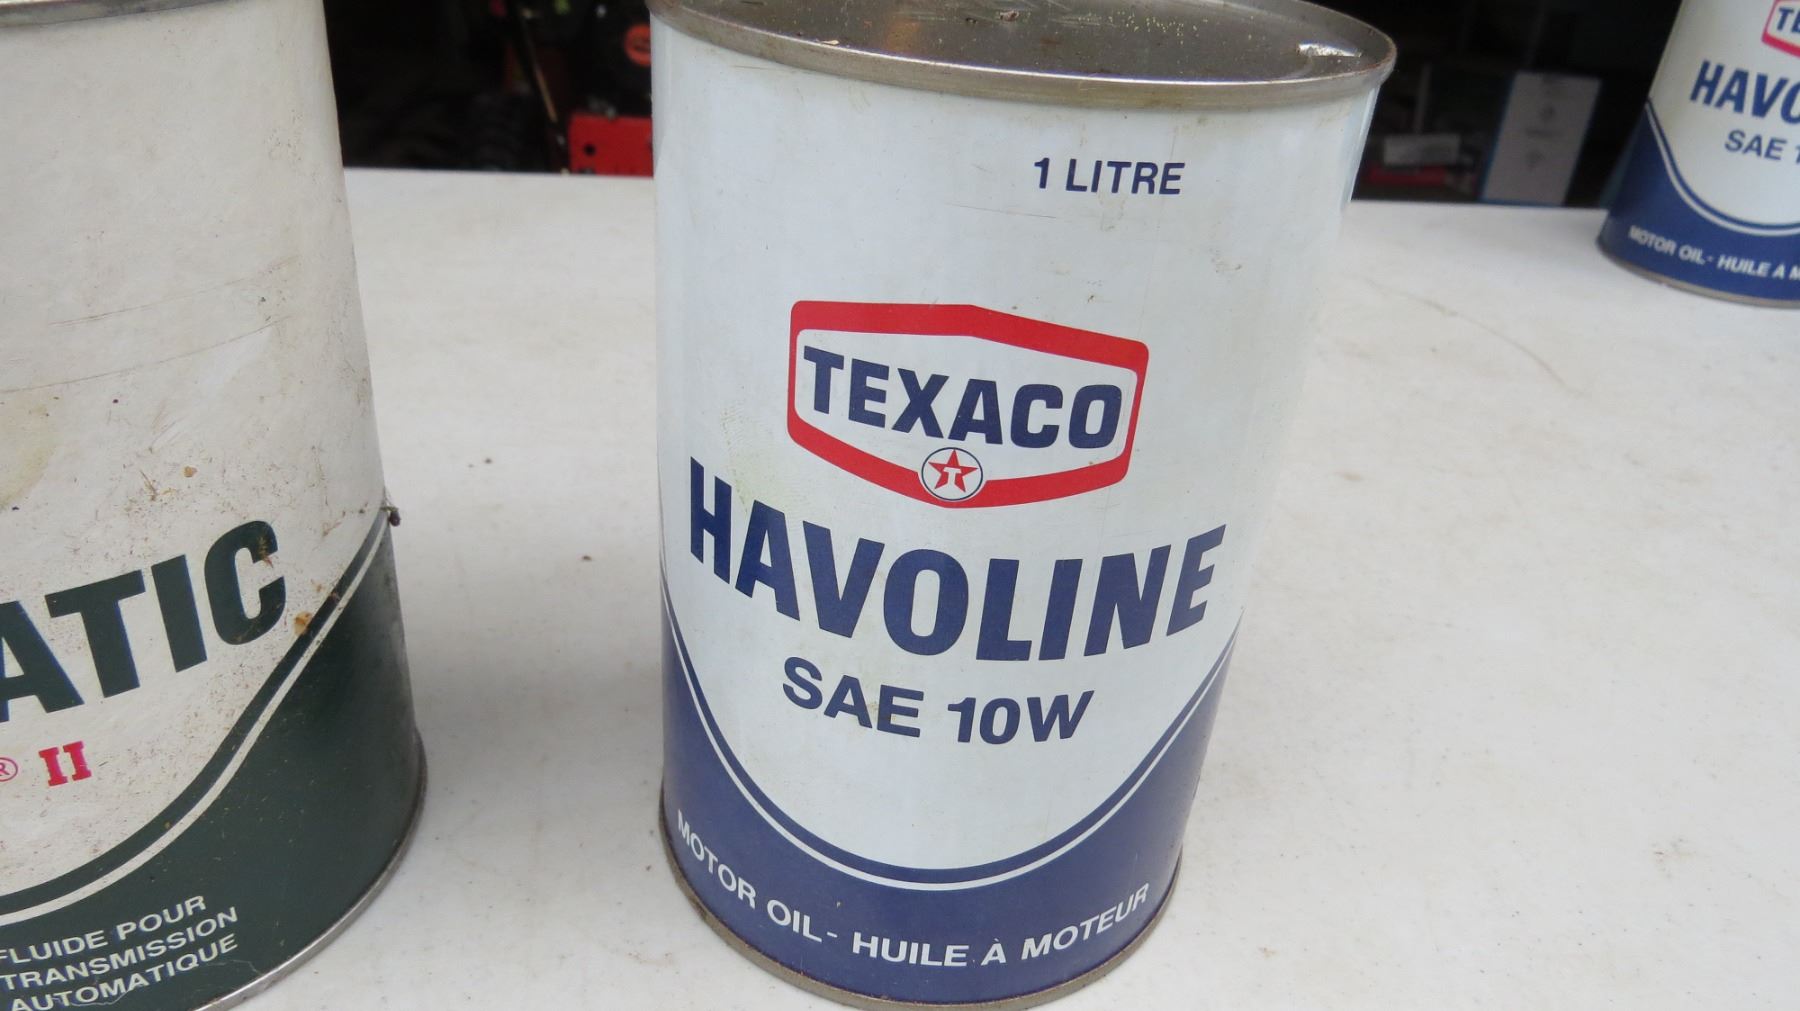 ATIC
® II
FLUIDE POUR
TRANSMISSION
AUTOMATIQUE
1 LITRE
TEXACO
T
HAVOLINE
SAE 10W
MOTOR OIL - HUILE À MOTEUR
TE
HAVO
SAE 1
MOTOR OIL - HUILE À M